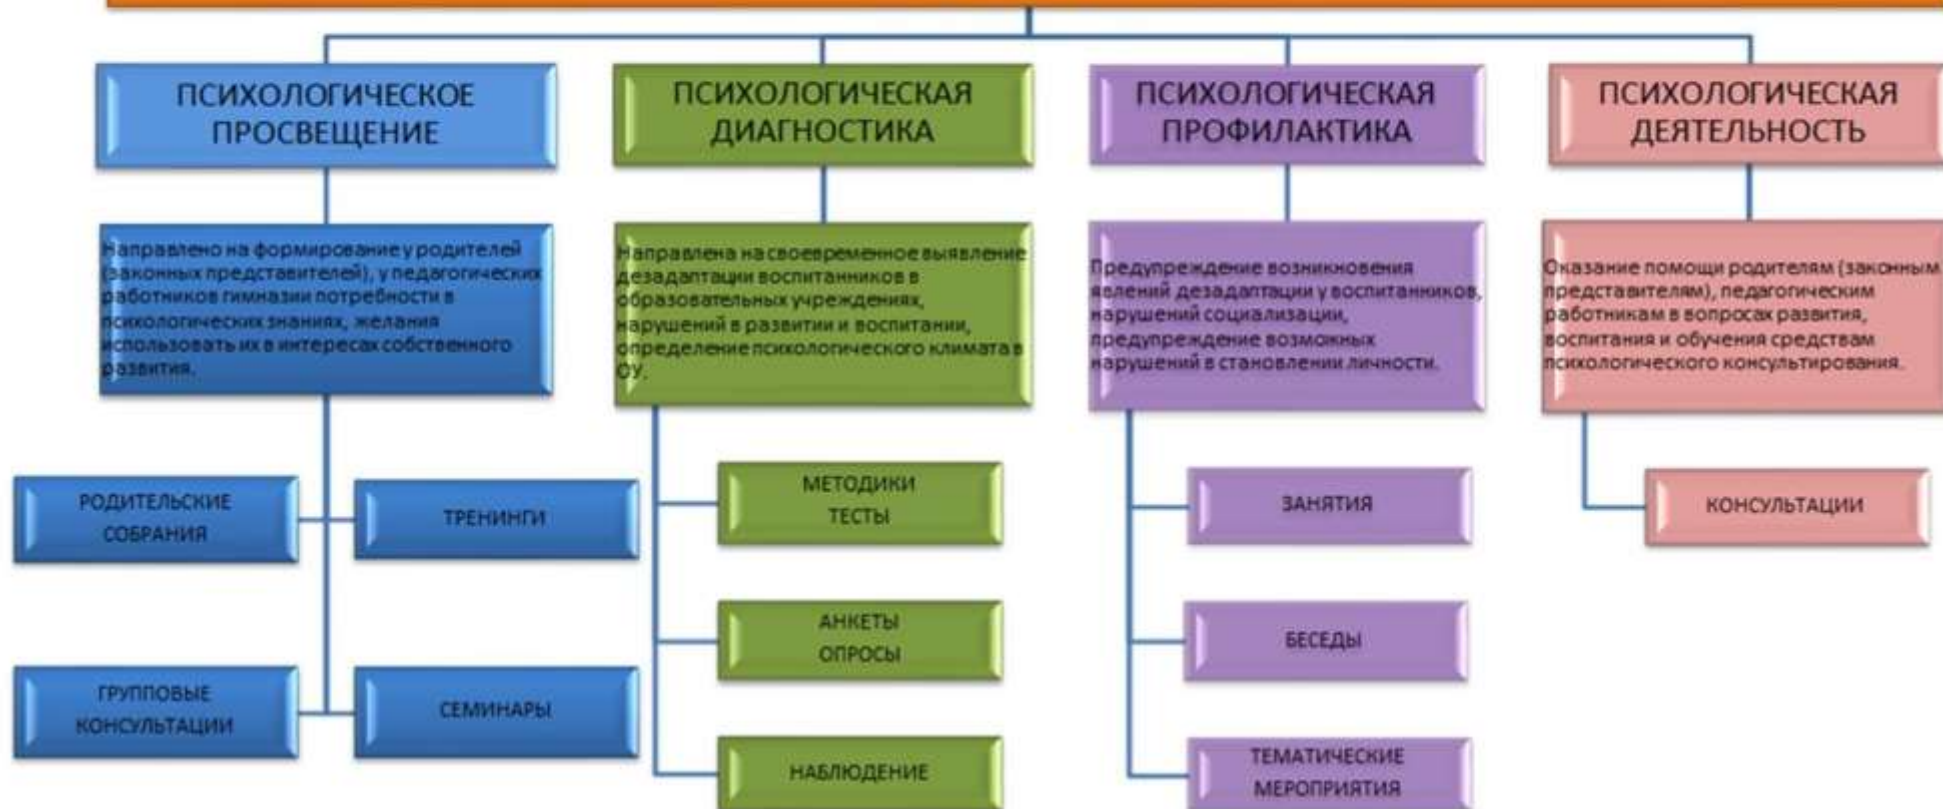 ПСИХОЛОГИЧЕСКОЕ
ПРОСВЕЩЕНИЕ
Направлено на формирование у родителей
(законных представителей), у педагогических
работников гимназии потребности в
психологических знаниях, желания
использовать их в интересах собственного
развития.
РОДИТЕЛЬСКИЕ
СОБРАНИЯ
ТРЕНИНГИ
ГРУППОВЫЕ
КОНСУЛЬТАЦИИ
СЕМИНАРЫ
ПСИХОЛОГИЧЕСКАЯ
ДИАГНОСТИКА
Направлена на своевременное выявление
дезадаптации воспитанников в
образовательных учреждениях,
нарушений в развитии и воспитании,
определение психологического климата в
ОУ.
МЕТОДИКИ
ТЕСТЫ
АНКЕТЫ
ОПРОСЫ
НАБЛЮДЕНИЕ
ПСИХОЛОГИЧЕСКАЯ
ПРОФИЛАКТИКА
Предупреждение возникновения
явлений дезадаптации у воспитанников,
нарушений социализации,
предупреждение возможных
нарушений в становлении личности.
ЗАНЯТИЯ
БЕСЕДЫ
ТЕМАТИЧЕСКИЕ
МЕРОПРИЯТИЯ
ПСИХОЛОГИЧЕСКАЯ
ДЕЯТЕЛЬНОСТЬ
Оказание помощи родителям (законным
представителям), педагогическим
работникам в вопросах развития,
воспитания и обучения средствам
психологического консультирования.
КОНСУЛЬТАЦИИ